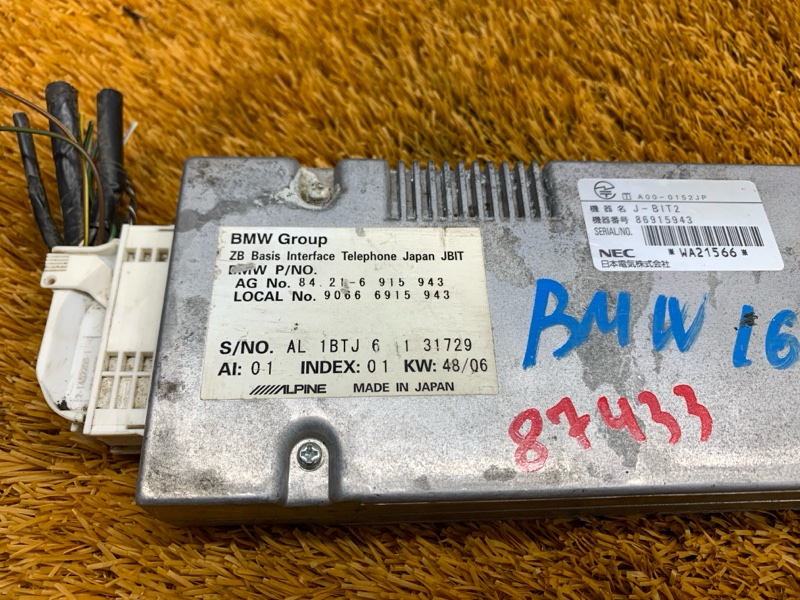 BMW Group
ZB Basis Interface Telephone Japan JBIT
BMW P/NO.
AG No. 84.21-6 915 943
LOCAL No. 9066 6915 943
S/NO. AL 1BTJ 6 1 31729
AI: 01 INDEX: 01 KW: 48/06
ALPINE MADE IN JAPAN
T A00-0152JP
機器名 J-BIT2
機器番号 86915943
SERIAL/NO.
NEC *WA21566*
日本電気株式会社
BMW 16
87433